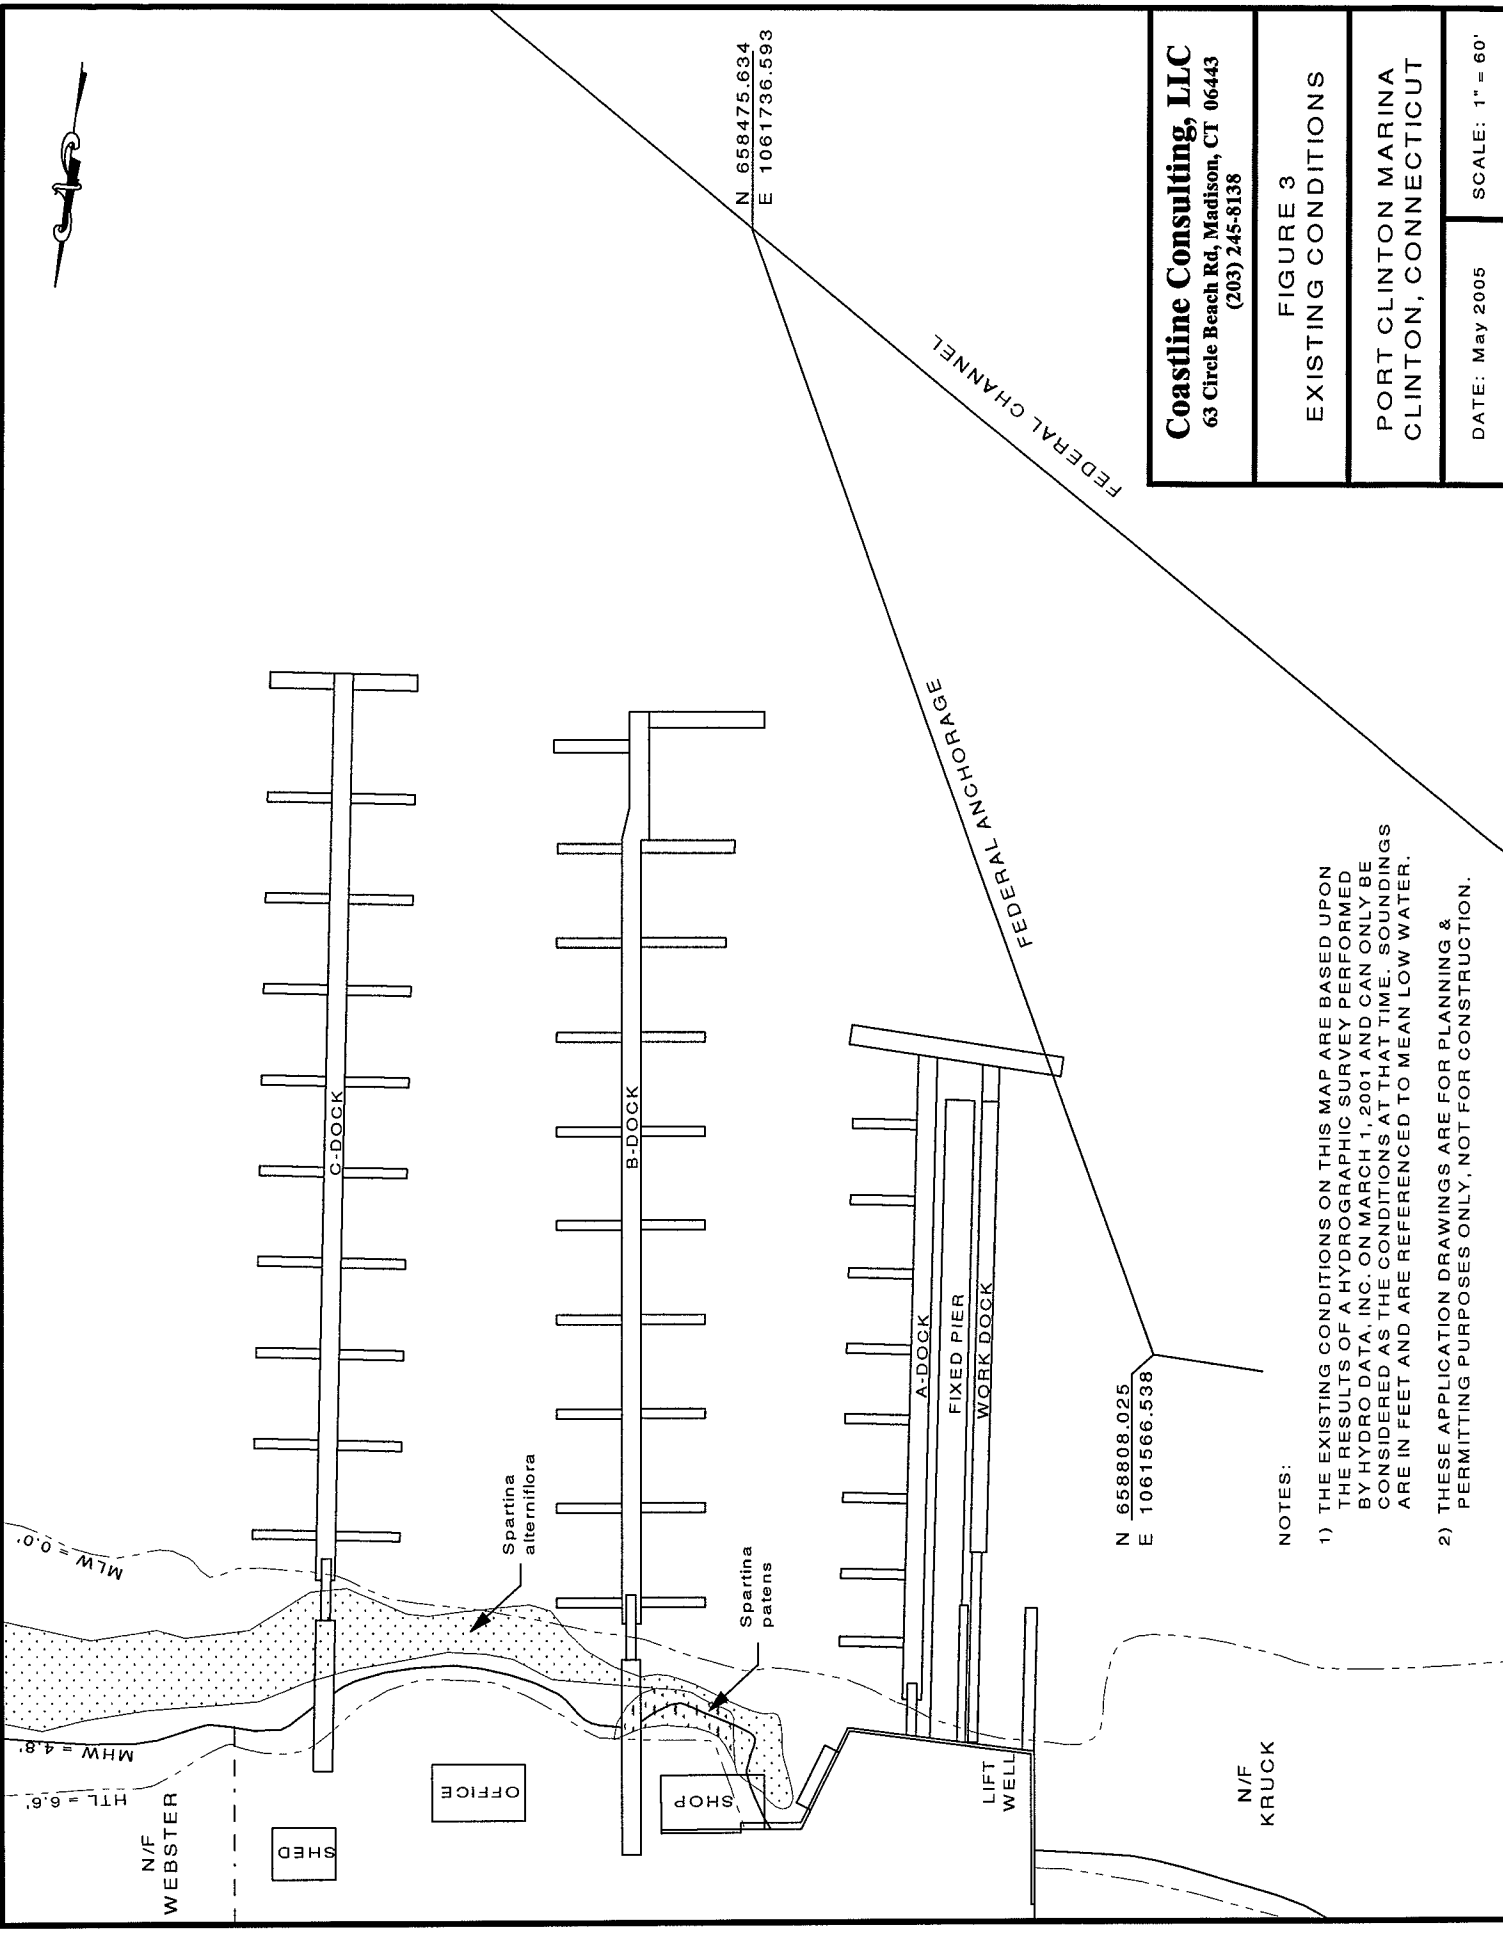 N/F
WEBSTER
HTL = 6.6'
MHW = 4.8'
MLW = 0.0'
SHED
OFFICE
SHOP
C-DOCK
Spartina
alterniflora
B-DOCK
Spartina
patens
A-DOCK
FIXED PIER
WORK DOCK
LIFT
WELL
N/F
KRUCK
FEDERAL ANCHORAGE
FEDERAL CHANNEL
N 658475.634
E 1061736.593
N 658808.025
E 1061566.538
NOTES:
1) THE EXISTING CONDITIONS ON THIS MAP ARE BASED UPON
THE RESULTS OF A HYDROGRAPHIC SURVEY PERFORMED
BY HYDRO DATA, INC. ON MARCH 1, 2001 AND CAN ONLY BE
CONSIDERED AS THE CONDITIONS AT THAT TIME. SOUNDINGS
ARE IN FEET AND ARE REFERENCED TO MEAN LOW WATER.
2) THESE APPLICATION DRAWINGS ARE FOR PLANNING &
PERMITTING PURPOSES ONLY, NOT FOR CONSTRUCTION.
Coastline Consulting, LLC
63 Circle Beach Rd, Madison, CT 06443
(203) 245-8138
FIGURE 3
EXISTING CONDITIONS
PORT CLINTON MARINA
CLINTON, CONNECTICUT
DATE: May 2005
SCALE: 1" = 60'